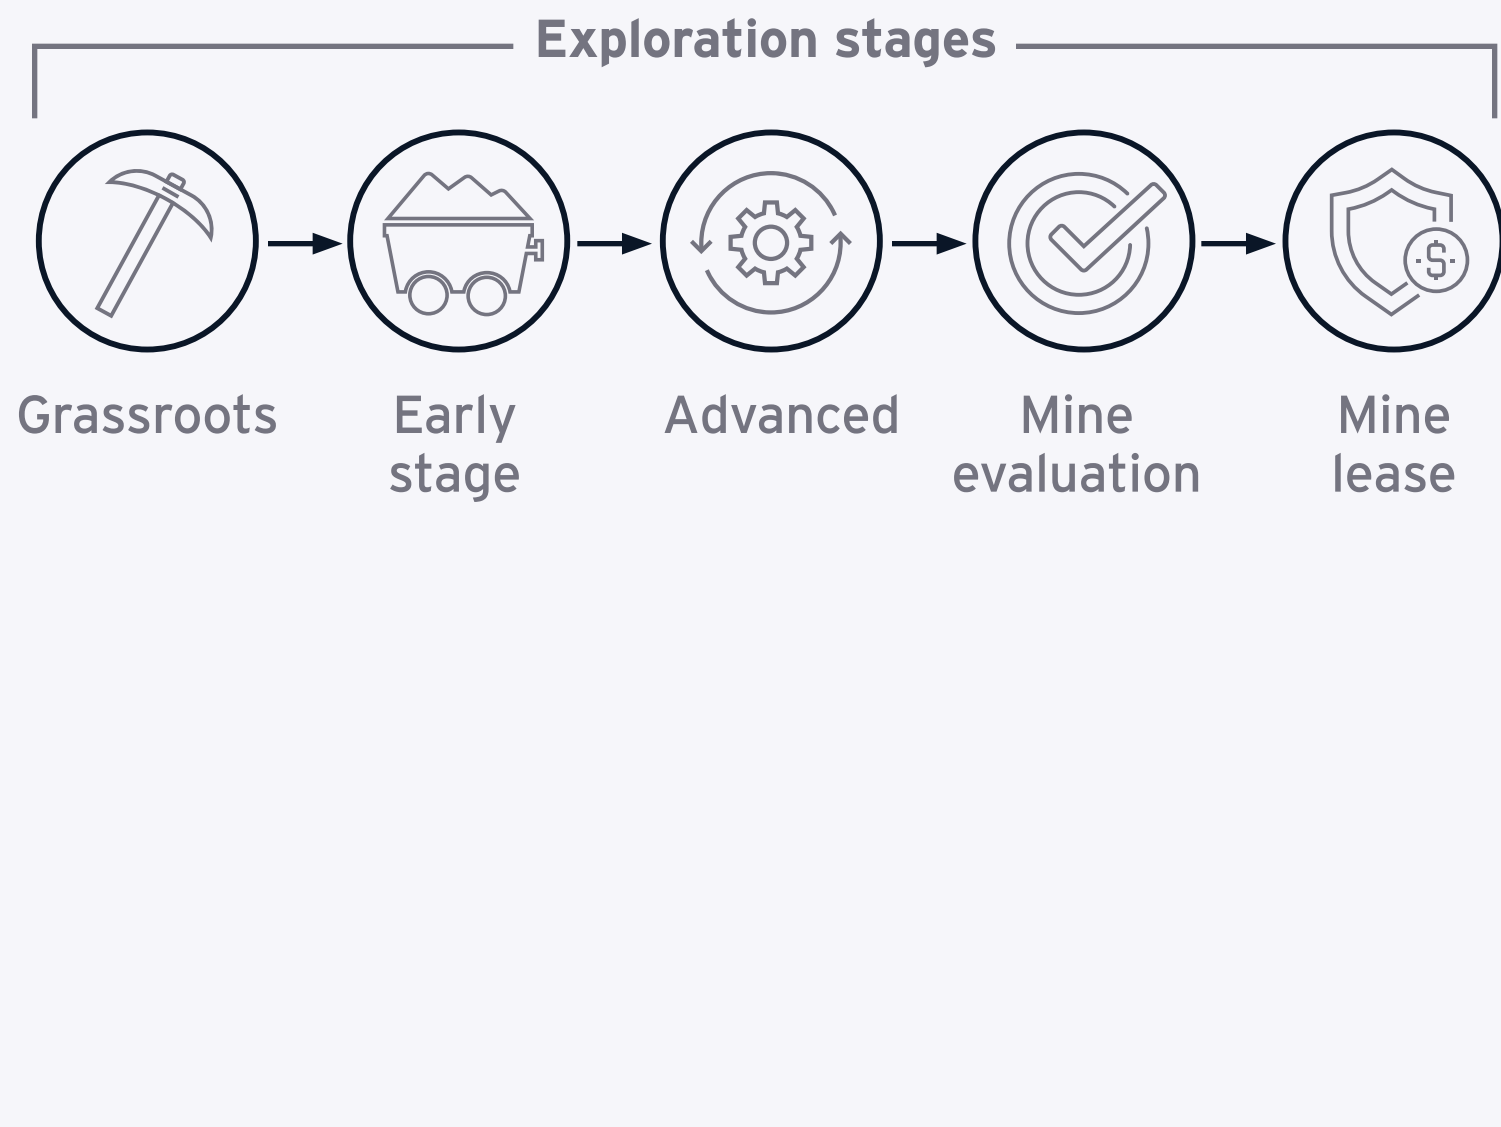 Exploration stages
$
Grassroots
Early
stage
Advanced
Mine
evaluation
Mine
lease